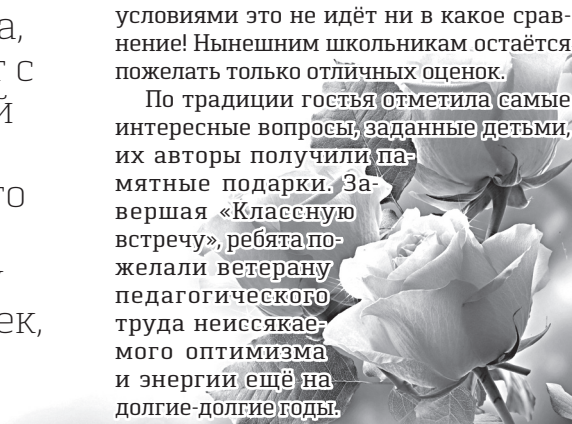 а,
т с
й
го
у
ек,
условиями это не идёт ни в какое срав-
нение! Нынешним школьникам остаётся
пожелать только отличных оценок.
По традиции гостья отметила самые
интересные вопросы, заданные детьми,
их авторы получили па-
мятные подарки. За-
вершая «Классную
встречу», ребята по-
желали ветерану
педагогического
труда неиссякае-
мого оптимизма
и энергии ещё на
долгие-долгие годы.